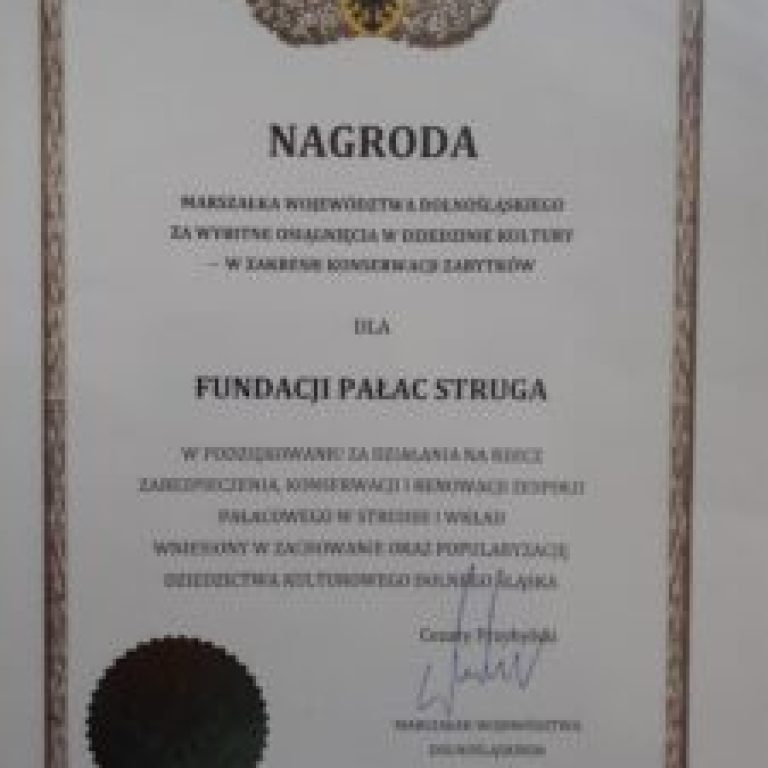 NAGRODA
MARSZAŁKA WOJEWÓDZTWA DOLNOŚLĄSKIEGO
ZA WYBITNE OSIĄGNIĘCIA W DZIEDZINIE KULTURY
– W ZAKRESIE KONSERWACJI ZABYTKÓW
DLA
FUNDACJI PAŁAC STRUGA
W PODZIĘKOWANIU ZA DZIAŁANIA NA RZECZ
ZABEZPIECZENIA, KONSERWACJI I RENOWACJI ZESPOŁU
PAŁACOWEGO W STRUDZE I WKŁAD
WNIESIONY W ZACHOWANIE ORAZ POPULARYZACJĘ
DZIEDZICTWA KULTUROWEGO DOLNEGO ŚLĄSKA
Cezary Przybylski
MARSZAŁEK WOJEWÓDZTWA
DOLNOŚLĄSKIEGO